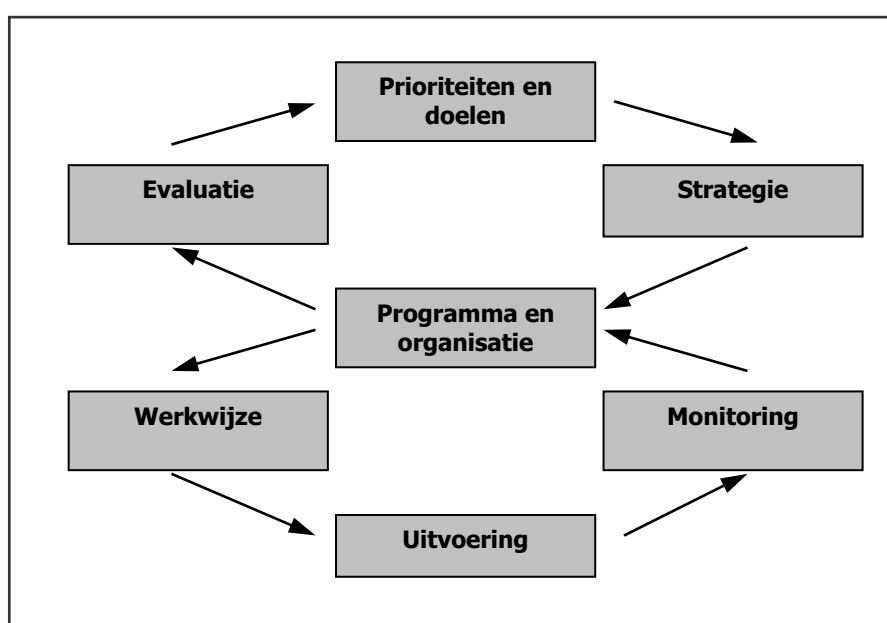 Prioriteiten en
doelen
Evaluatie
Strategie
Programma en
organisatie
Werkwijze
Monitoring
Uitvoering